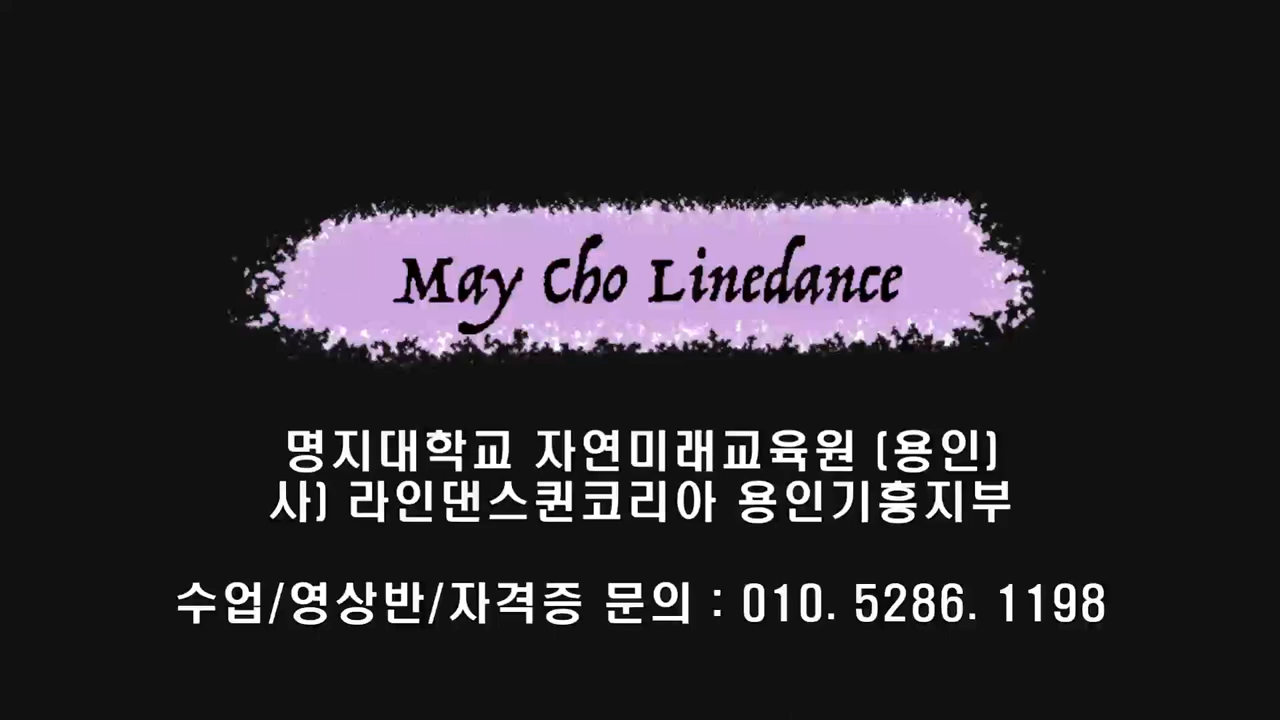 May Cho Linedance
명지대학교 자연미래교육원 (용인)
사) 라인댄스퀸코리아 용인기흥지부
수업/영상반/자격증 문의 : 010. 5286. 1198